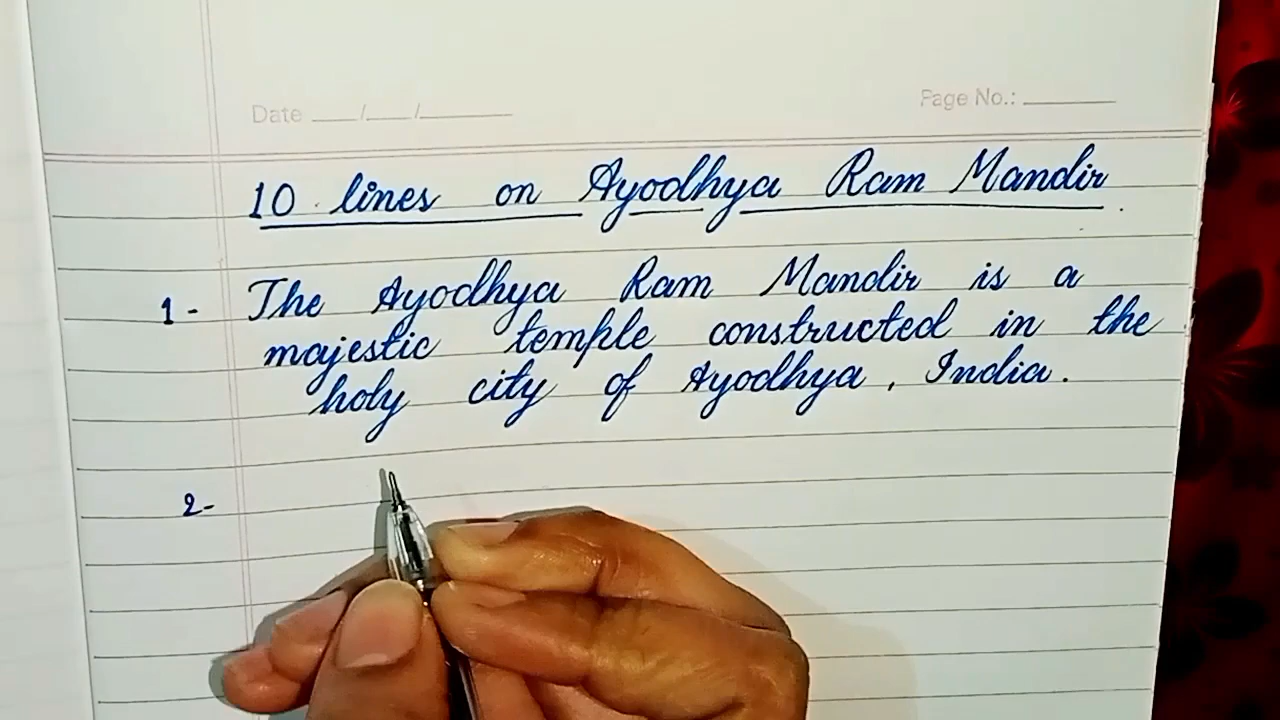 Date ___/___/______ Page No.: ______
10 lines on Ayodhya Ram Mandir.
1- The Ayodhya Ram Mandir is a
majestic temple constructed in the
holy city of Ayodhya, India.
2-